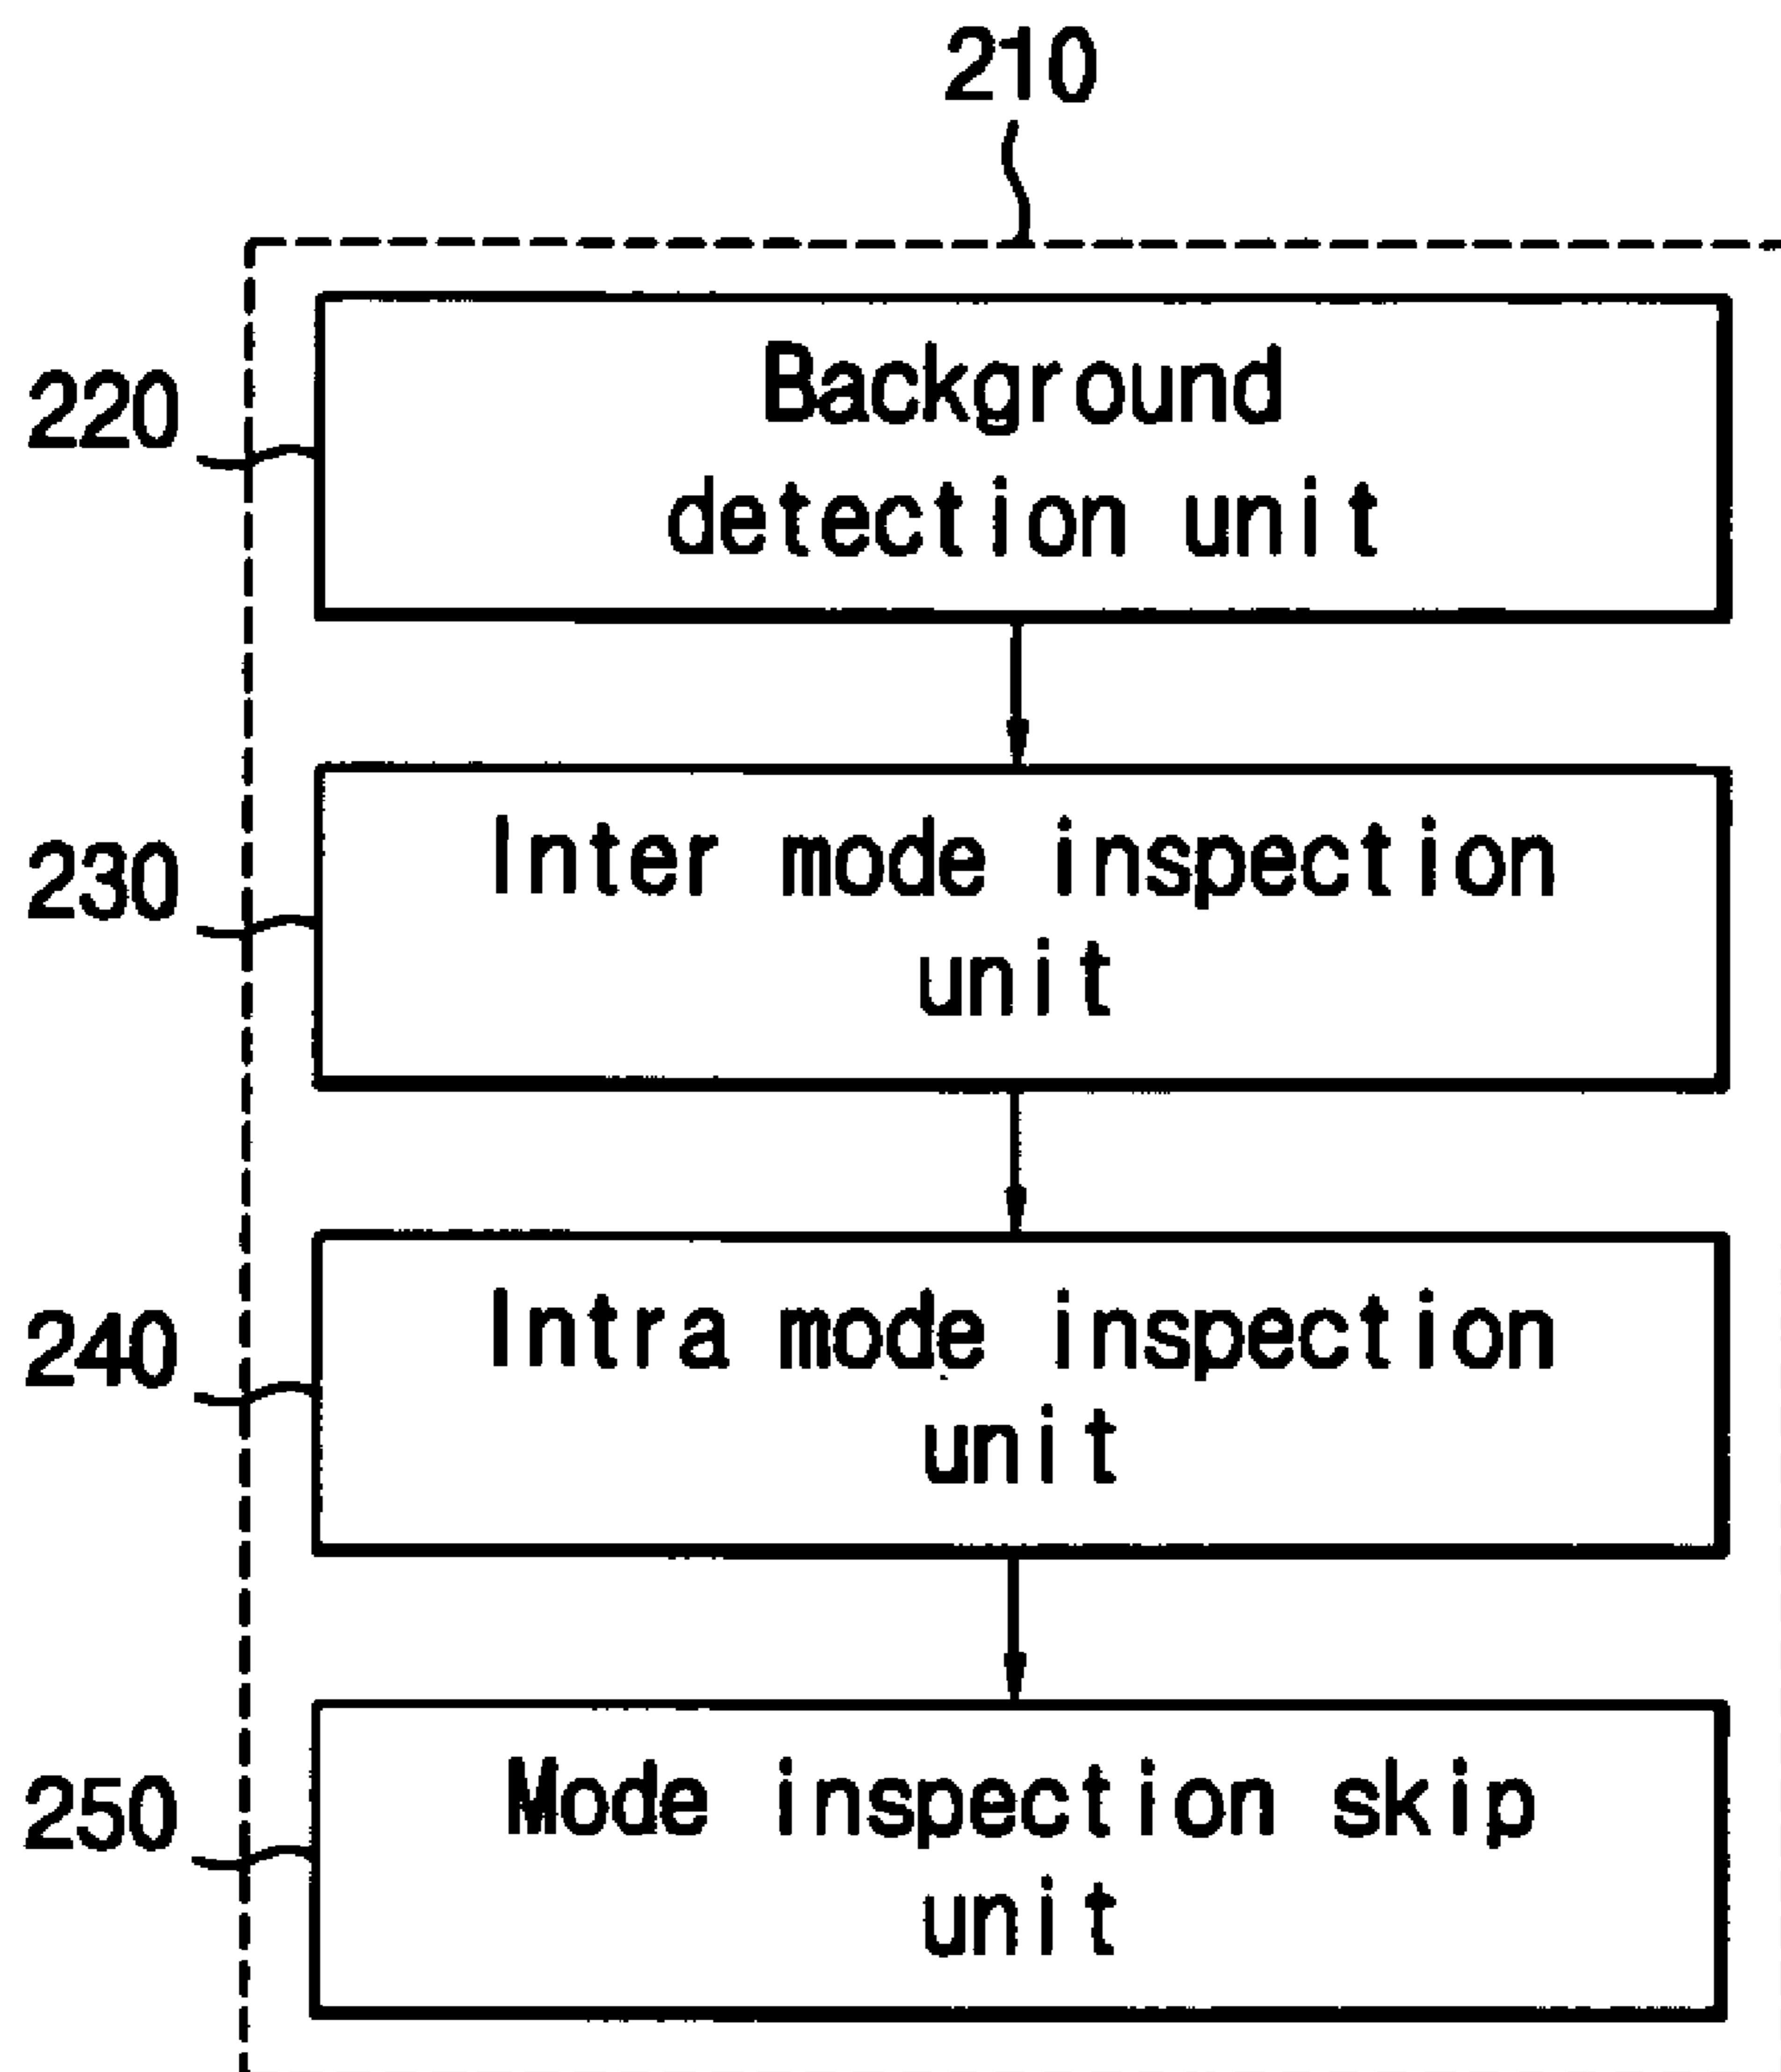 210
220
Background
detection unit
230
Inter mode inspection
unit
240
Intra mode inspection
unit
250
Mode inspection skip
unit